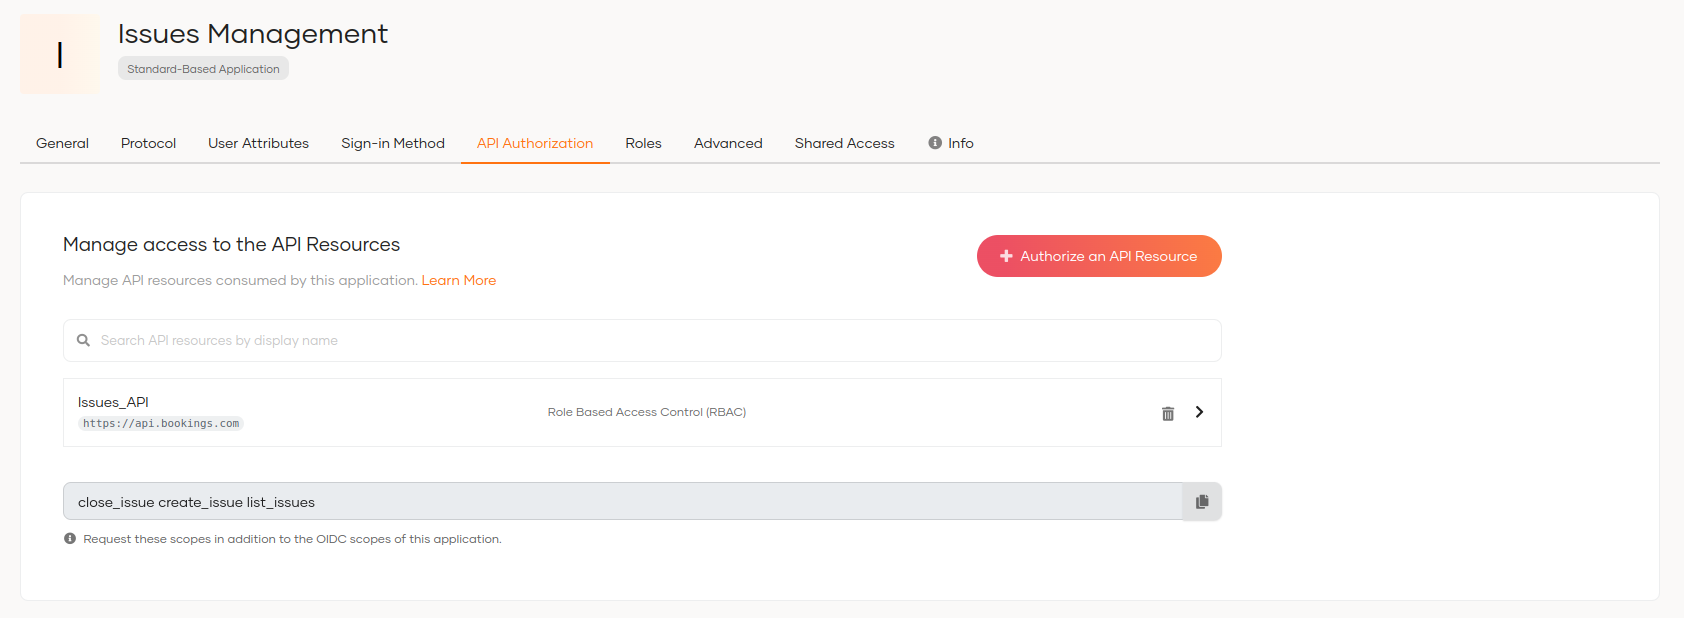 I
Issues Management
Standard-Based Application
General Protocol User Attributes Sign-in Method API Authorization Roles Advanced Shared Access Info
Manage access to the API Resources
Authorize an API Resource
Manage API resources consumed by this application. Learn More
Search API resources by display name
Issues_API
https://api.bookings.com
Role Based Access Control (RBAC)
close_issue create_issue list_issues
Request these scopes in addition to the OIDC scopes of this application.